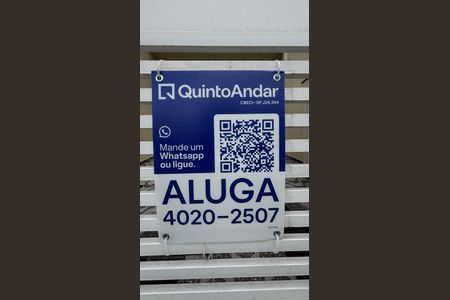 QuintoAndar
CRECI-SP J24.344
Mande um
Whatsapp
ou ligue.
ALUGA
4020-2507